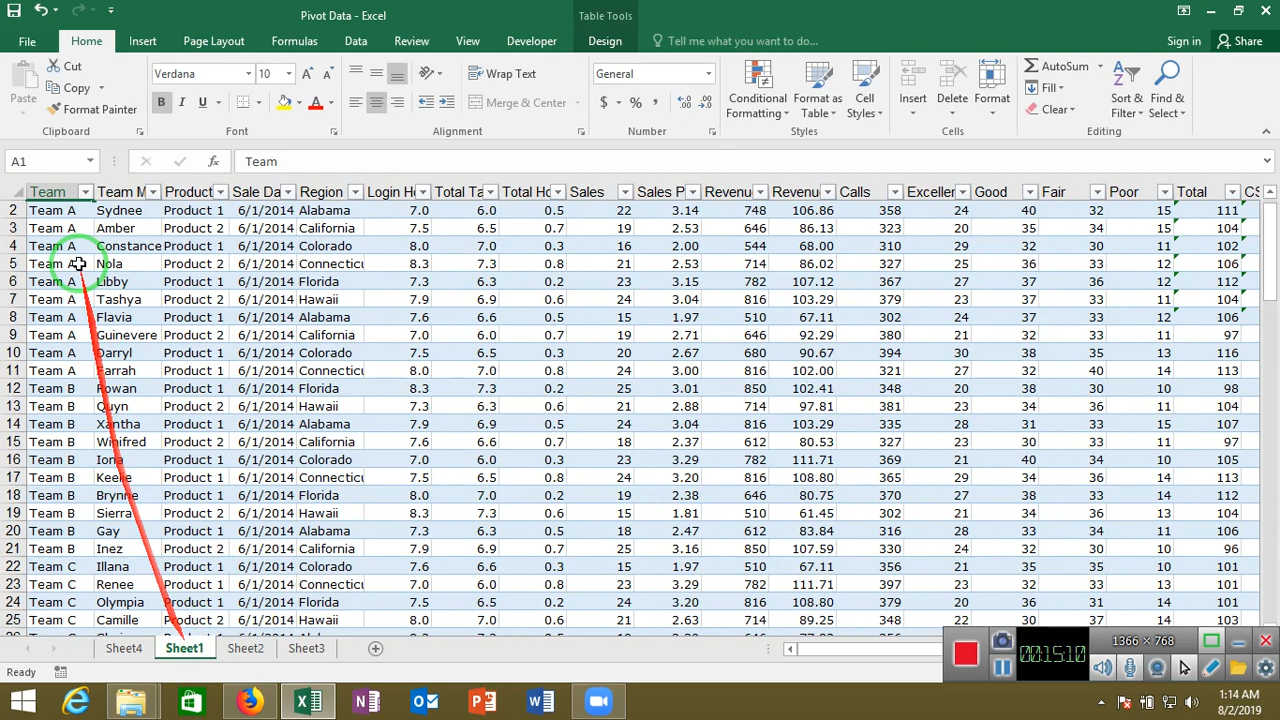 Pivot Data - Excel
Table Tools
File Home Insert Page Layout Formulas Data Review View Developer Design Tell me what you want to do... Sign in Share
Paste
Cut
Copy
Format Painter
Clipboard
Verdana 10
B I U
Font
Wrap Text
Merge & Center
Alignment
General
$ % ,
Number
Conditional Formatting
Format as Table
Cell Styles
Styles
Insert Delete Format
Cells
AutoSum
Fill
Clear
Sort & Filter
Find & Select
Editing
A1 fx Team
Team Team M Product Sale Da Region Login H Total Ta Total Ho Sales Sales P Revenu Revenu Calls Excellen Good Fair Poor Total CS
2 Team A Sydnee Product 1 6/1/2014 Alabama 7.0 6.0 0.5 22 3.14 748 106.86 358 24 40 32 15 111
3 Team A Amber Product 2 6/1/2014 California 7.5 6.5 0.7 19 2.53 646 86.13 323 20 35 34 15 104
4 Team A Constance Product 1 6/1/2014 Colorado 8.0 7.0 0.3 16 2.00 544 68.00 310 29 32 30 11 102
5 Team A Nola Product 2 6/1/2014 Connecticu 8.3 7.3 0.8 21 2.53 714 86.02 327 25 33 36 12 106
6 Team A Libby Product 1 6/1/2014 Florida 7.3 6.3 0.2 23 3.15 782 107.12 367 27 37 36 12 112
7 Team A Tashya Product 2 6/1/2014 Hawaii 7.9 6.9 0.6 24 3.04 816 103.29 379 27 33 33 11 104
8 Team A Flavia Product 1 6/1/2014 Alabama 7.6 6.6 0.5 15 1.97 510 67.11 302 24 37 33 12 106
9 Team A Guinevere Product 2 6/1/2014 California 7.0 6.0 0.7 19 2.71 646 92.29 380 21 32 33 11 97
10 Team A Darryl Product 1 6/1/2014 Colorado 7.5 6.5 0.3 20 2.67 680 90.67 394 30 38 35 13 116
11 Team A Farrah Product 1 6/1/2014 Connecticu 8.0 7.0 0.7 24 3.00 816 102.00 321 27 32 40 14 113
12 Team B Rowan Product 1 6/1/2014 Florida 8.3 7.3 0.2 25 3.01 850 102.41 348 20 38 30 10 98
13 Team B Quyn Product 2 6/1/2014 Hawaii 7.3 6.3 0.6 21 2.88 714 97.81 381 23 34 36 11 104
14 Team B Xantha Product 1 6/1/2014 Alabama 7.9 6.9 0.5 24 3.04 816 103.29 335 28 31 33 15 107
15 Team B Winifred Product 2 6/1/2014 California 7.6 6.6 0.7 18 2.37 612 80.53 327 23 30 33 11 97
16 Team B Iona Product 1 6/1/2014 Colorado 7.0 6.0 0.3 23 3.29 782 111.71 369 21 40 34 10 105
17 Team B Keelie Product 1 6/1/2014 Connecticu 7.5 6.5 0.8 24 3.20 816 108.80 365 29 34 36 14 113
18 Team B Brynne Product 1 6/1/2014 Florida 8.0 7.0 0.2 19 2.38 646 80.75 370 27 38 33 14 112
19 Team B Sierra Product 2 6/1/2014 Hawaii 8.3 7.3 0.6 15 1.81 510 61.45 302 21 34 36 13 104
20 Team B Gay Product 1 6/1/2014 Alabama 7.3 6.3 0.5 18 2.47 612 83.84 316 28 33 34 11 106
21 Team B Inez Product 2 6/1/2014 California 7.9 6.9 0.7 25 3.16 850 107.59 330 24 32 30 10 96
22 Team C Illana Product 1 6/1/2014 Colorado 7.6 6.6 0.3 15 1.97 510 67.11 356 21 35 35 10 101
23 Team C Renee Product 1 6/1/2014 Connecticu 7.0 6.0 0.8 23 3.29 782 111.71 397 23 32 33 13 101
24 Team C Olympia Product 1 6/1/2014 Florida 7.5 6.5 0.2 24 3.20 816 108.80 379 20 36 31 14 101
25 Team C Camille Product 2 6/1/2014 Hawaii 8.0 7.0 0.6 21 2.63 714 89.25 338 22 30 37 14 103
Sheet4 Sheet1 Sheet2 Sheet3
Ready
1366 × 768
00:15:10
1:14 AM
8/2/2019